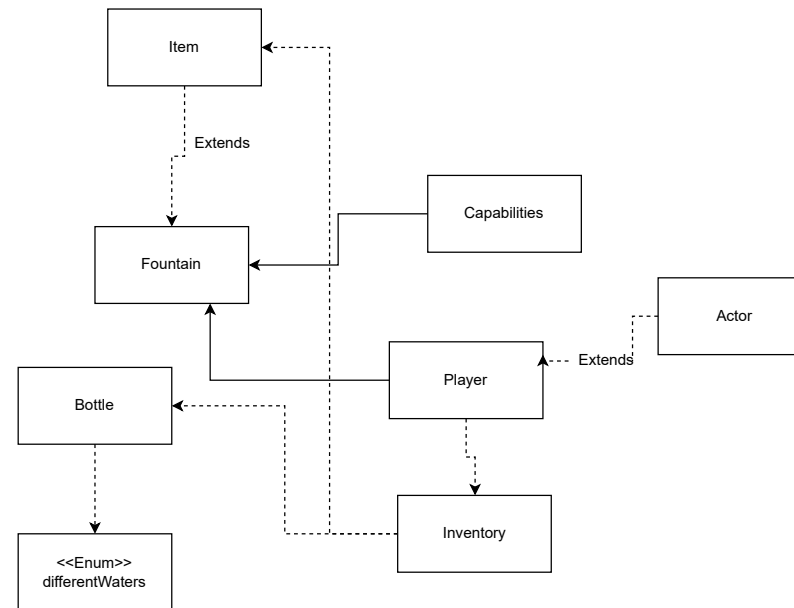 Item
Extends
Capabilities
Fountain
Actor
Extends
Player
Bottle
Inventory
<<Enum>>
differentWaters